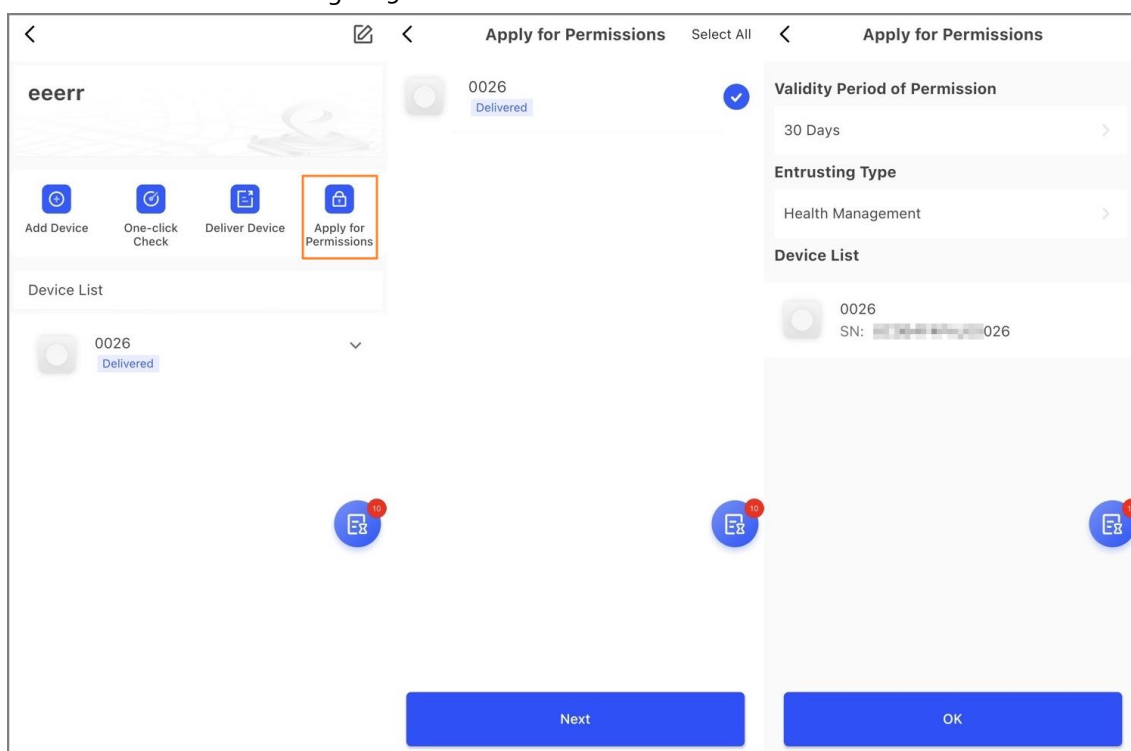 eeerr
Add Device
One-click
Check
Deliver Device
Apply for
Permissions
Device List
0026
Delivered
10
Apply for Permissions
Select All
0026
Delivered
10
Next
Apply for Permissions
Validity Period of Permission
30 Days
Entrusting Type
Health Management
Device List
0026
SN: 026
OK